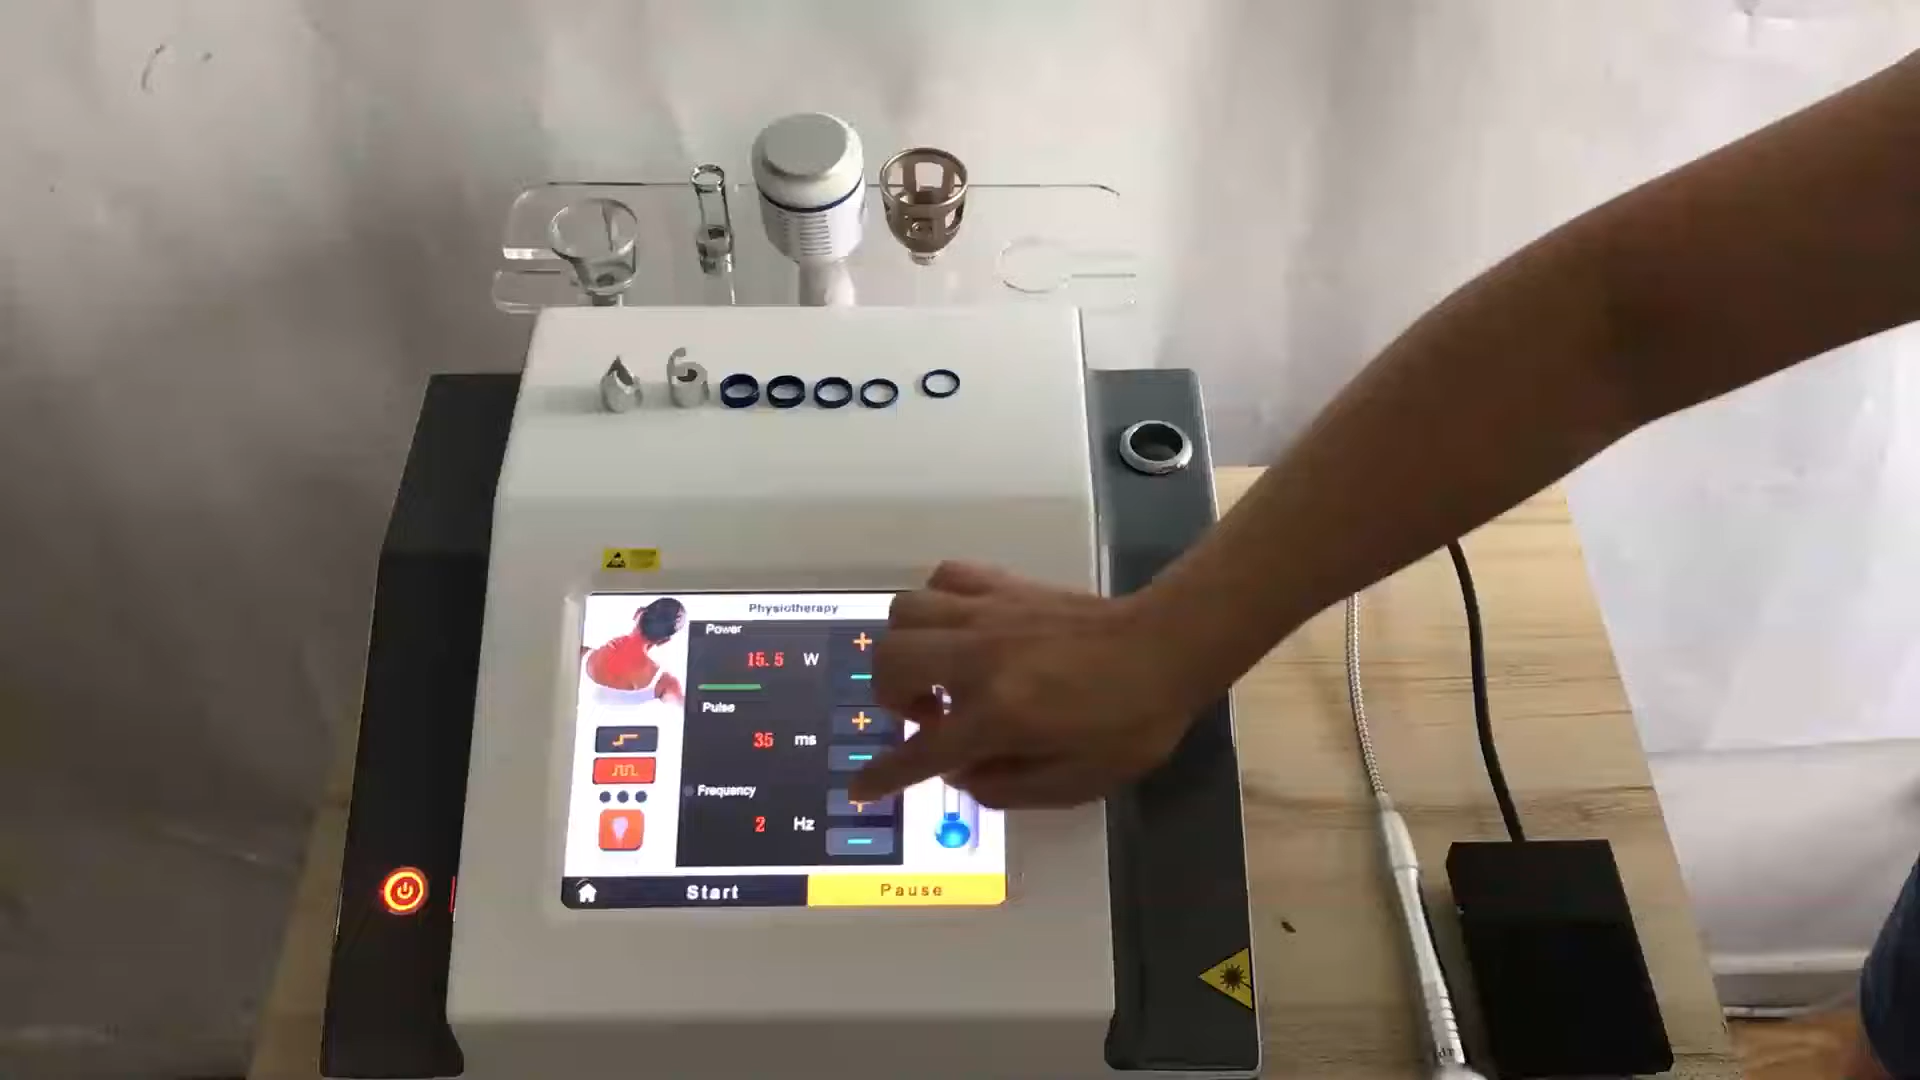 Physiotherapy
Power
15.5 W
Pulse
35 ms
Frequency
2 Hz
Start
Pause